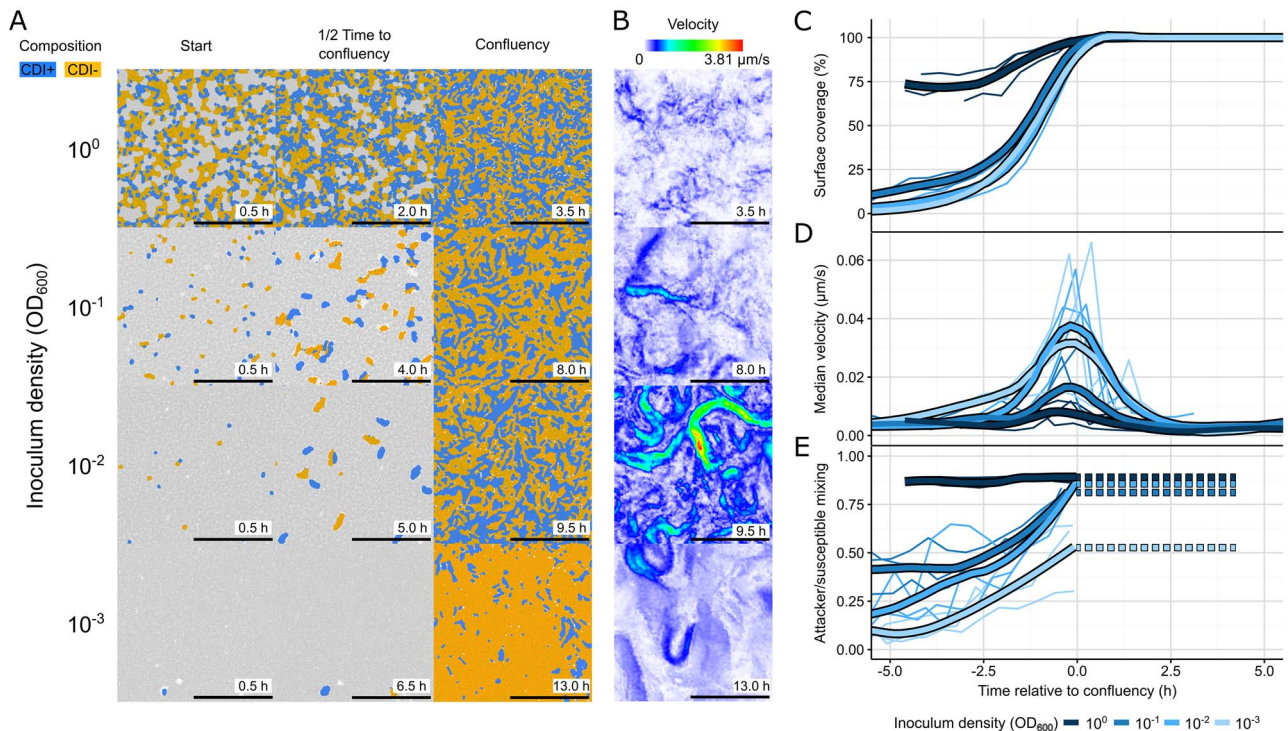 A
Composition
CDI+ CDI-
Start
1/2 Time to
confluency
Confluency
Inoculum density (OD600)
10^0
0.5 h
2.0 h
3.5 h
10^-1
0.5 h
4.0 h
8.0 h
10^-2
0.5 h
5.0 h
9.5 h
10^-3
0.5 h
6.5 h
13.0 h
B
Velocity
0
3.81 µm/s
3.5 h
8.0 h
9.5 h
13.0 h
C
Surface coverage (%)
100
75
50
25
0
D
Median velocity (µm/s)
0.06
0.04
0.02
0.00
E
Attacker/susceptible mixing
1.00
0.75
0.50
0.25
0.00
-5.0 -2.5 0.0 2.5 5.0
Time relative to confluency (h)
Inoculum density (OD600) 10^0 10^-1 10^-2 10^-3